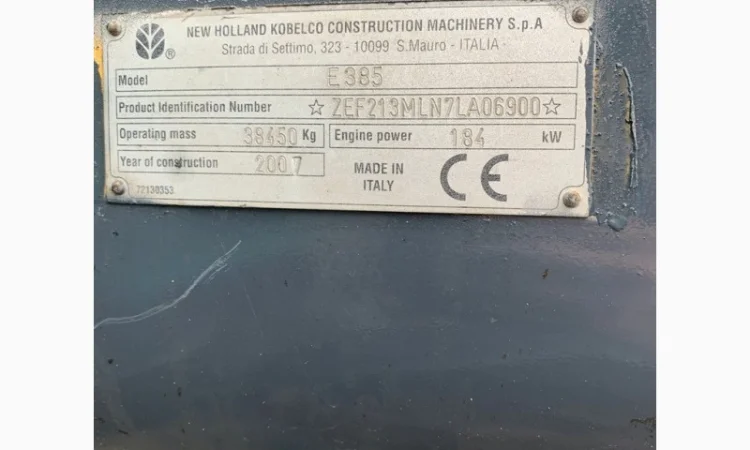 NEW HOLLAND KOBELCO CONSTRUCTION MACHINERY S.p.A
Strada di Settimo, 323 - 10099 S.Mauro - ITALIA
®
Model E385
Product Identification Number ☆ ZEF213MLN7LA06900☆
Operating mass 38450 Kg Engine power 184 kW
Year of construction 2007
MADE IN
ITALY
CE
72130353